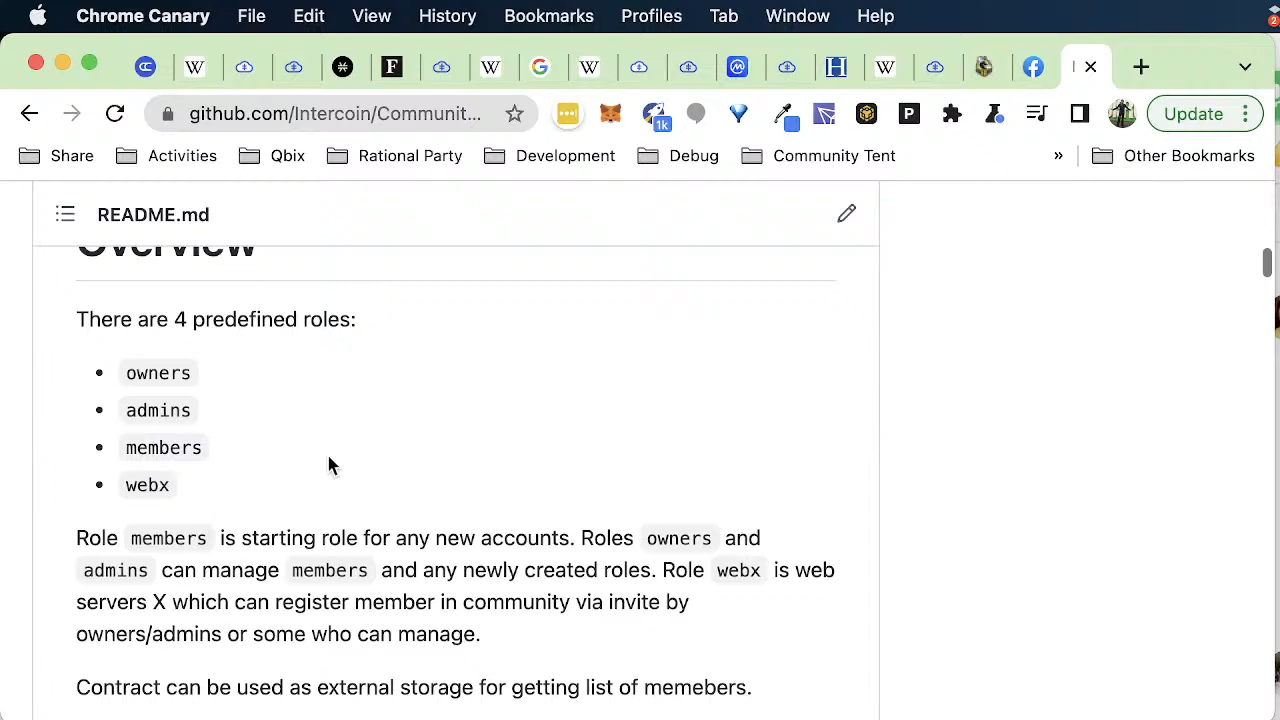 Chrome Canary File Edit View History Bookmarks Profiles Tab Window Help
2
github.com/Intercoin/Communit...
1k
P
Update
Share Activities Qbix Rational Party Development Debug Community Tent » Other Bookmarks
README.md
Overview
There are 4 predefined roles:
owners
admins
members
webx
Role members is starting role for any new accounts. Roles owners and
admins can manage members and any newly created roles. Role webx is web
servers X which can register member in community via invite by
owners/admins or some who can manage.
Contract can be used as external storage for getting list of memebers.